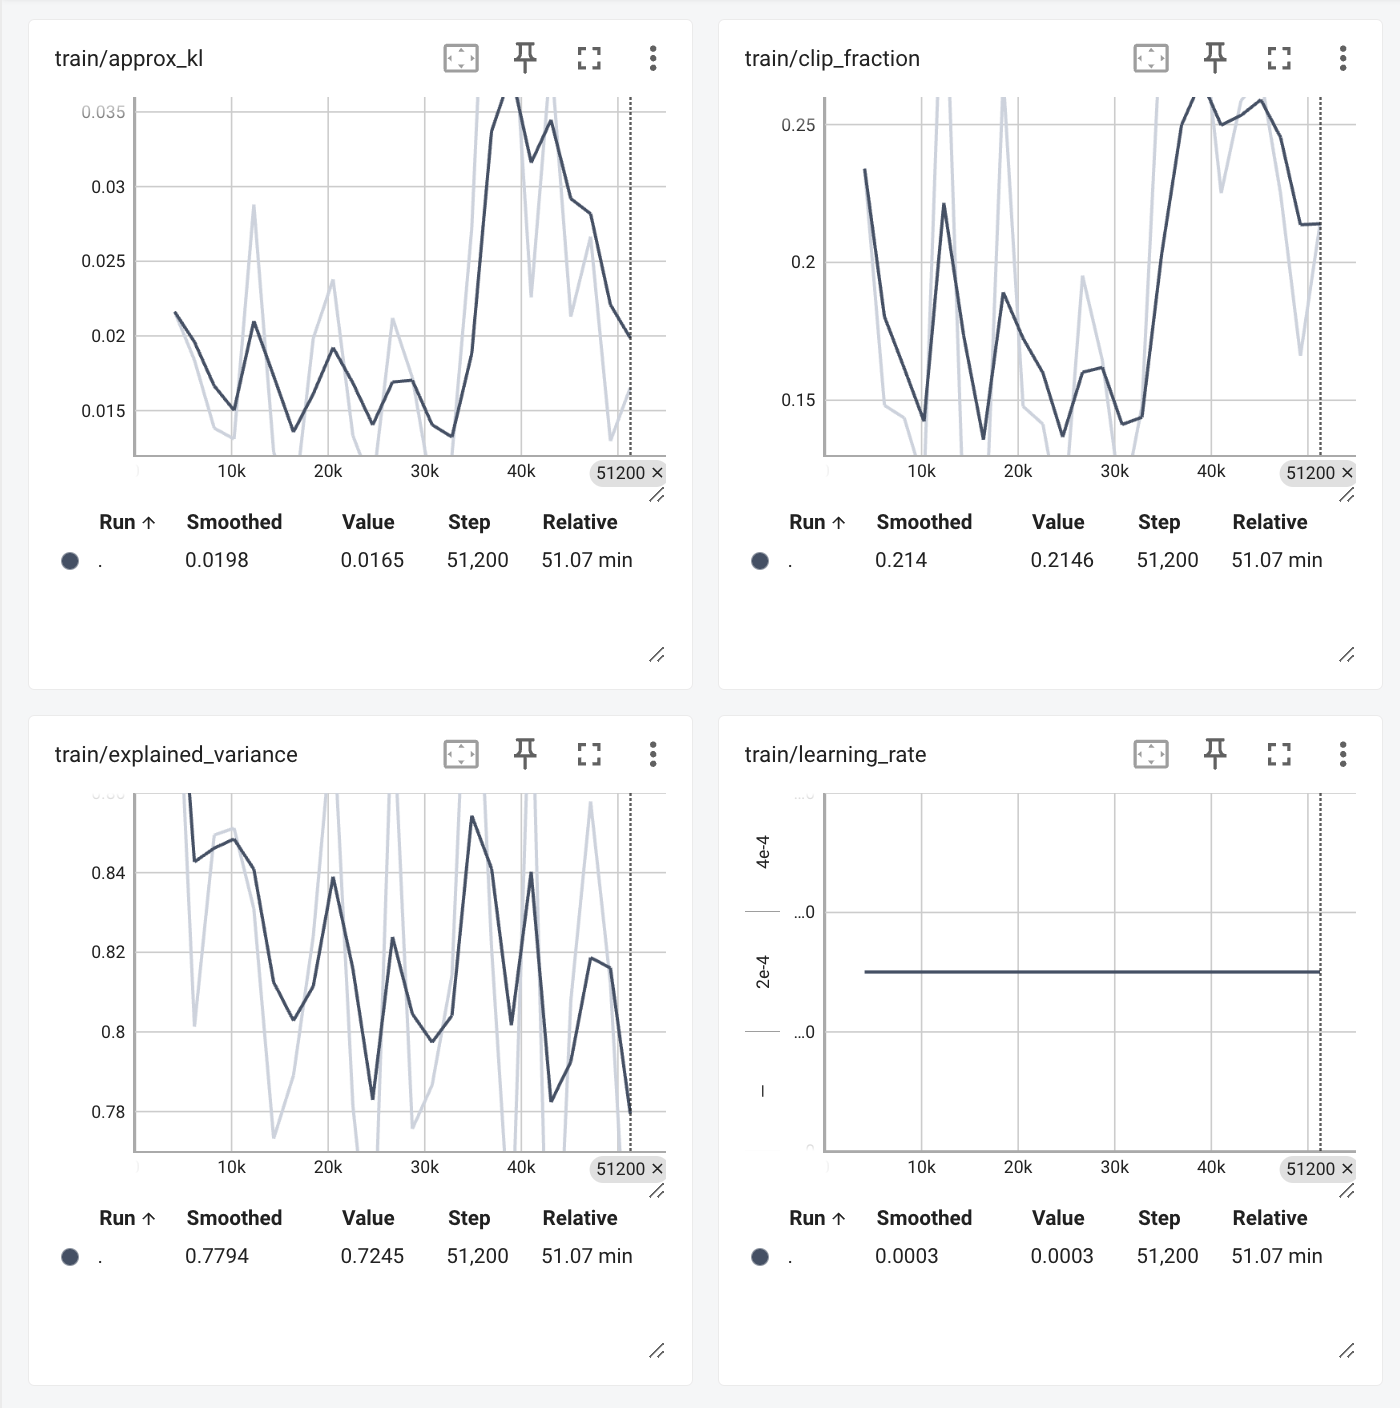 train/approx_kl
0.035
0.03
0.025
0.02
0.015
10k 20k 30k 40k 51200 ×
Run ↑ Smoothed Value Step Relative
. 0.0198 0.0165 51,200 51.07 min
train/clip_fraction
0.25
0.2
0.15
10k 20k 30k 40k 51200 ×
Run ↑ Smoothed Value Step Relative
. 0.214 0.2146 51,200 51.07 min
train/explained_variance
0.84
0.82
0.8
0.78
10k 20k 30k 40k 51200 ×
Run ↑ Smoothed Value Step Relative
. 0.7794 0.7245 51,200 51.07 min
train/learning_rate
4e-4
...0
2e-4
...0
–
10k 20k 30k 40k 51200 ×
Run ↑ Smoothed Value Step Relative
. 0.0003 0.0003 51,200 51.07 min